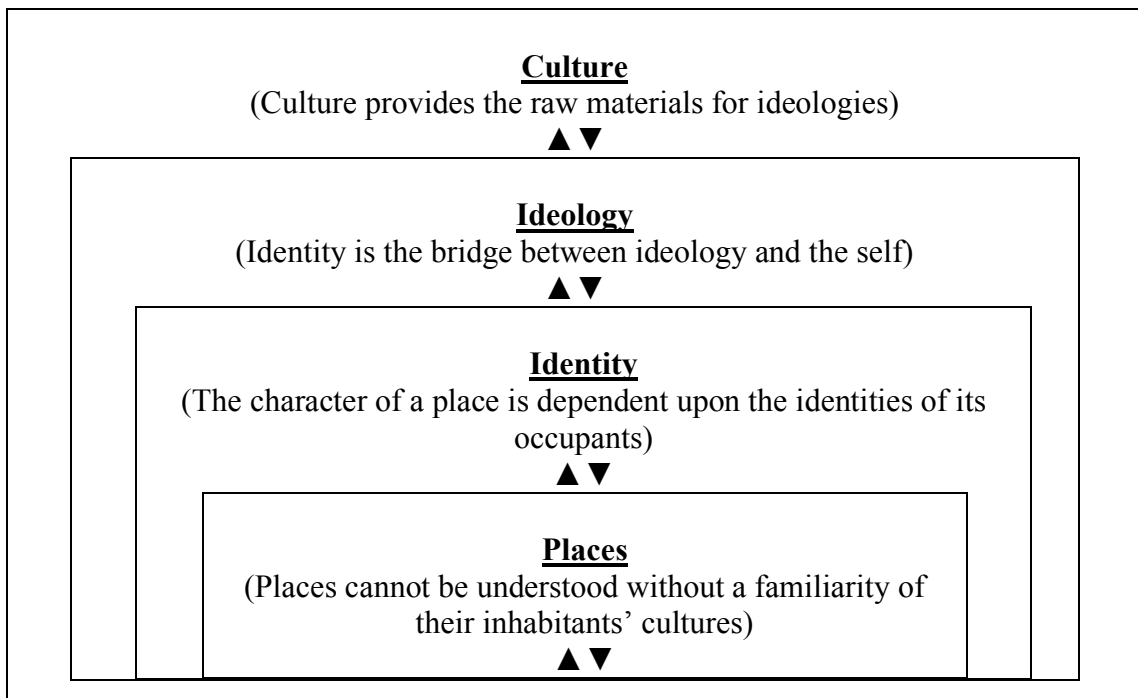 Culture
(Culture provides the raw materials for ideologies)
▲▼
Ideology
(Identity is the bridge between ideology and the self)
▲▼
Identity
(The character of a place is dependent upon the identities of its
occupants)
▲▼
Places
(Places cannot be understood without a familiarity of
their inhabitants’ cultures)
▲▼